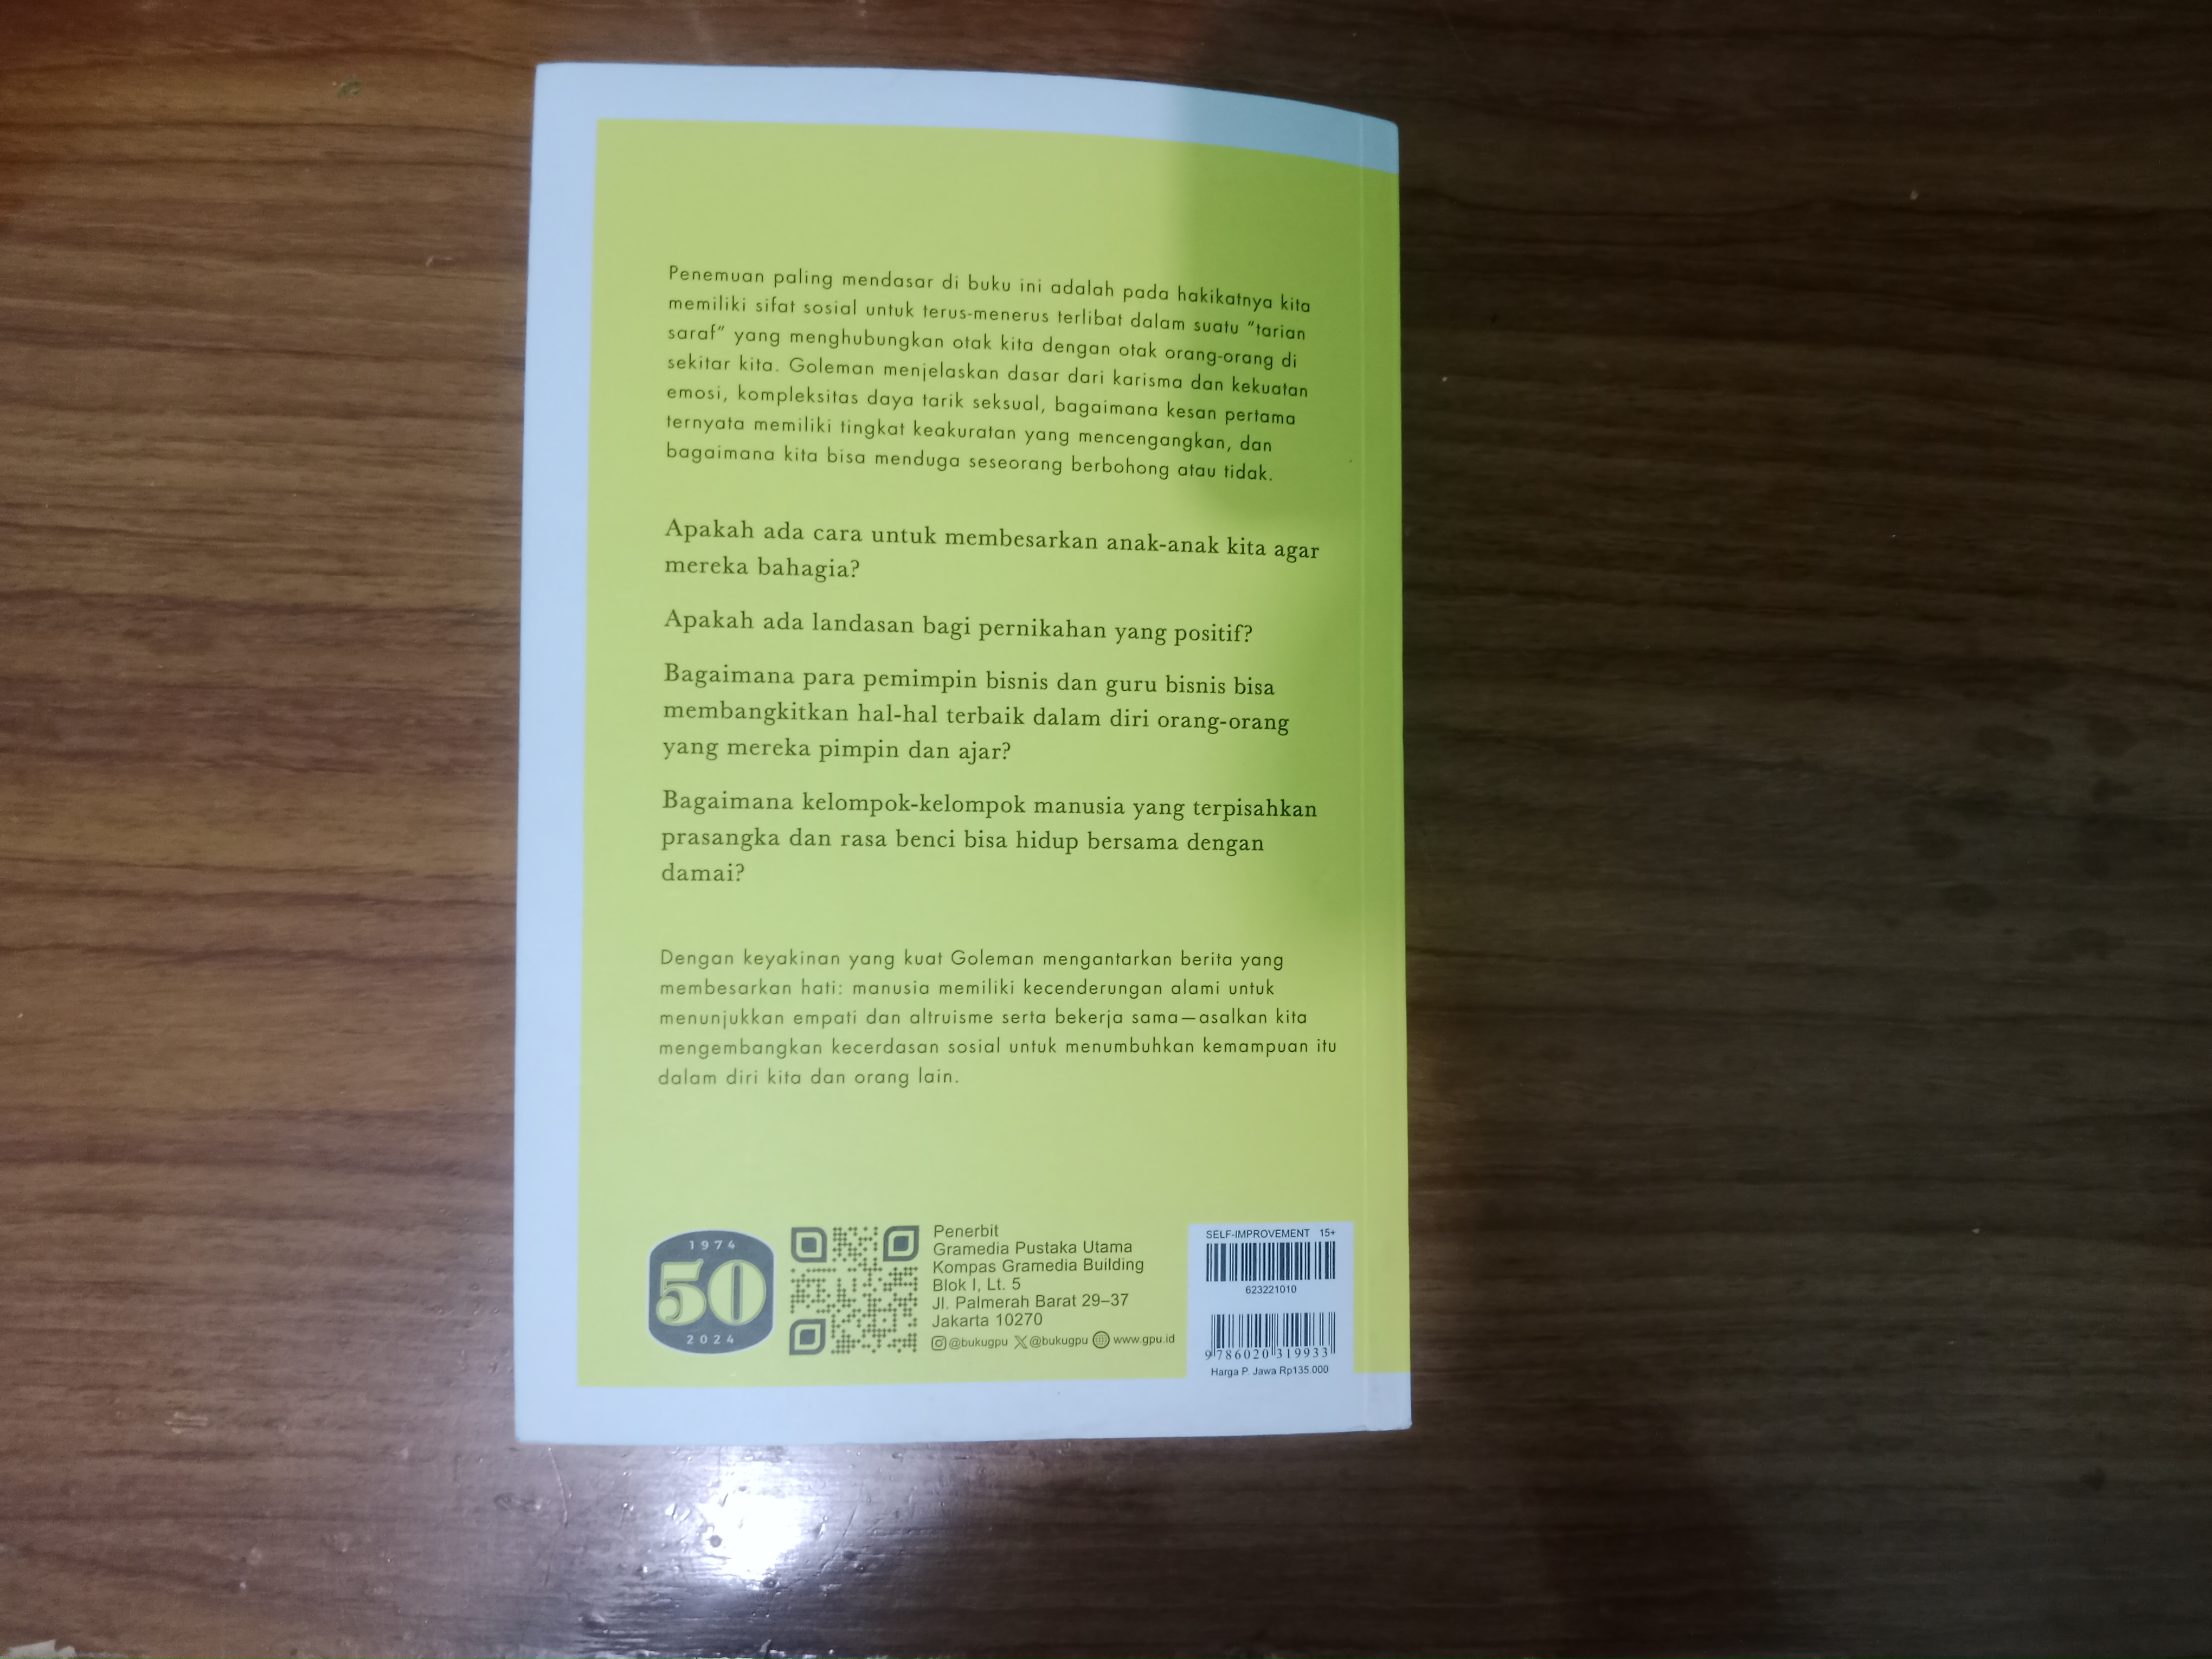 Penemuan paling mendasar di buku ini adalah pada hakikatnya kita
memiliki sifat sosial untuk terus-menerus terlibat dalam suatu “tarian
saraf” yang menghubungkan otak kita dengan otak orang-orang di
sekitar kita. Goleman menjelaskan dasar dari karisma dan kekuatan
emosi, kompleksitas daya tarik seksual, bagaimana kesan pertama
ternyata memiliki tingkat keakuratan yang mencengangkan, dan
bagaimana kita bisa menduga seseorang berbohong atau tidak.
Apakah ada cara untuk membesarkan anak-anak kita agar
mereka bahagia?
Apakah ada landasan bagi pernikahan yang positif?
Bagaimana para pemimpin bisnis dan guru bisnis bisa
membangkitkan hal-hal terbaik dalam diri orang-orang
yang mereka pimpin dan ajar?
Bagaimana kelompok-kelompok manusia yang terpisahkan
prasangka dan rasa benci bisa hidup bersama dengan
damai?
Dengan keyakinan yang kuat Goleman mengantarkan berita yang
membesarkan hati: manusia memiliki kecenderungan alami untuk
menunjukkan empati dan altruisme serta bekerja sama—asalkan kita
mengembangkan kecerdasan sosial untuk menumbuhkan kemampuan itu
dalam diri kita dan orang lain.
1974
50
2024
Penerbit
Gramedia Pustaka Utama
Kompas Gramedia Building
Blok I, Lt. 5
Jl. Palmerah Barat 29–37
Jakarta 10270
@bukugpu @bukugpu www.gpu.id
SELF-IMPROVEMENT 15+
623221010
9786020319933
Harga P. Jawa Rp135.000